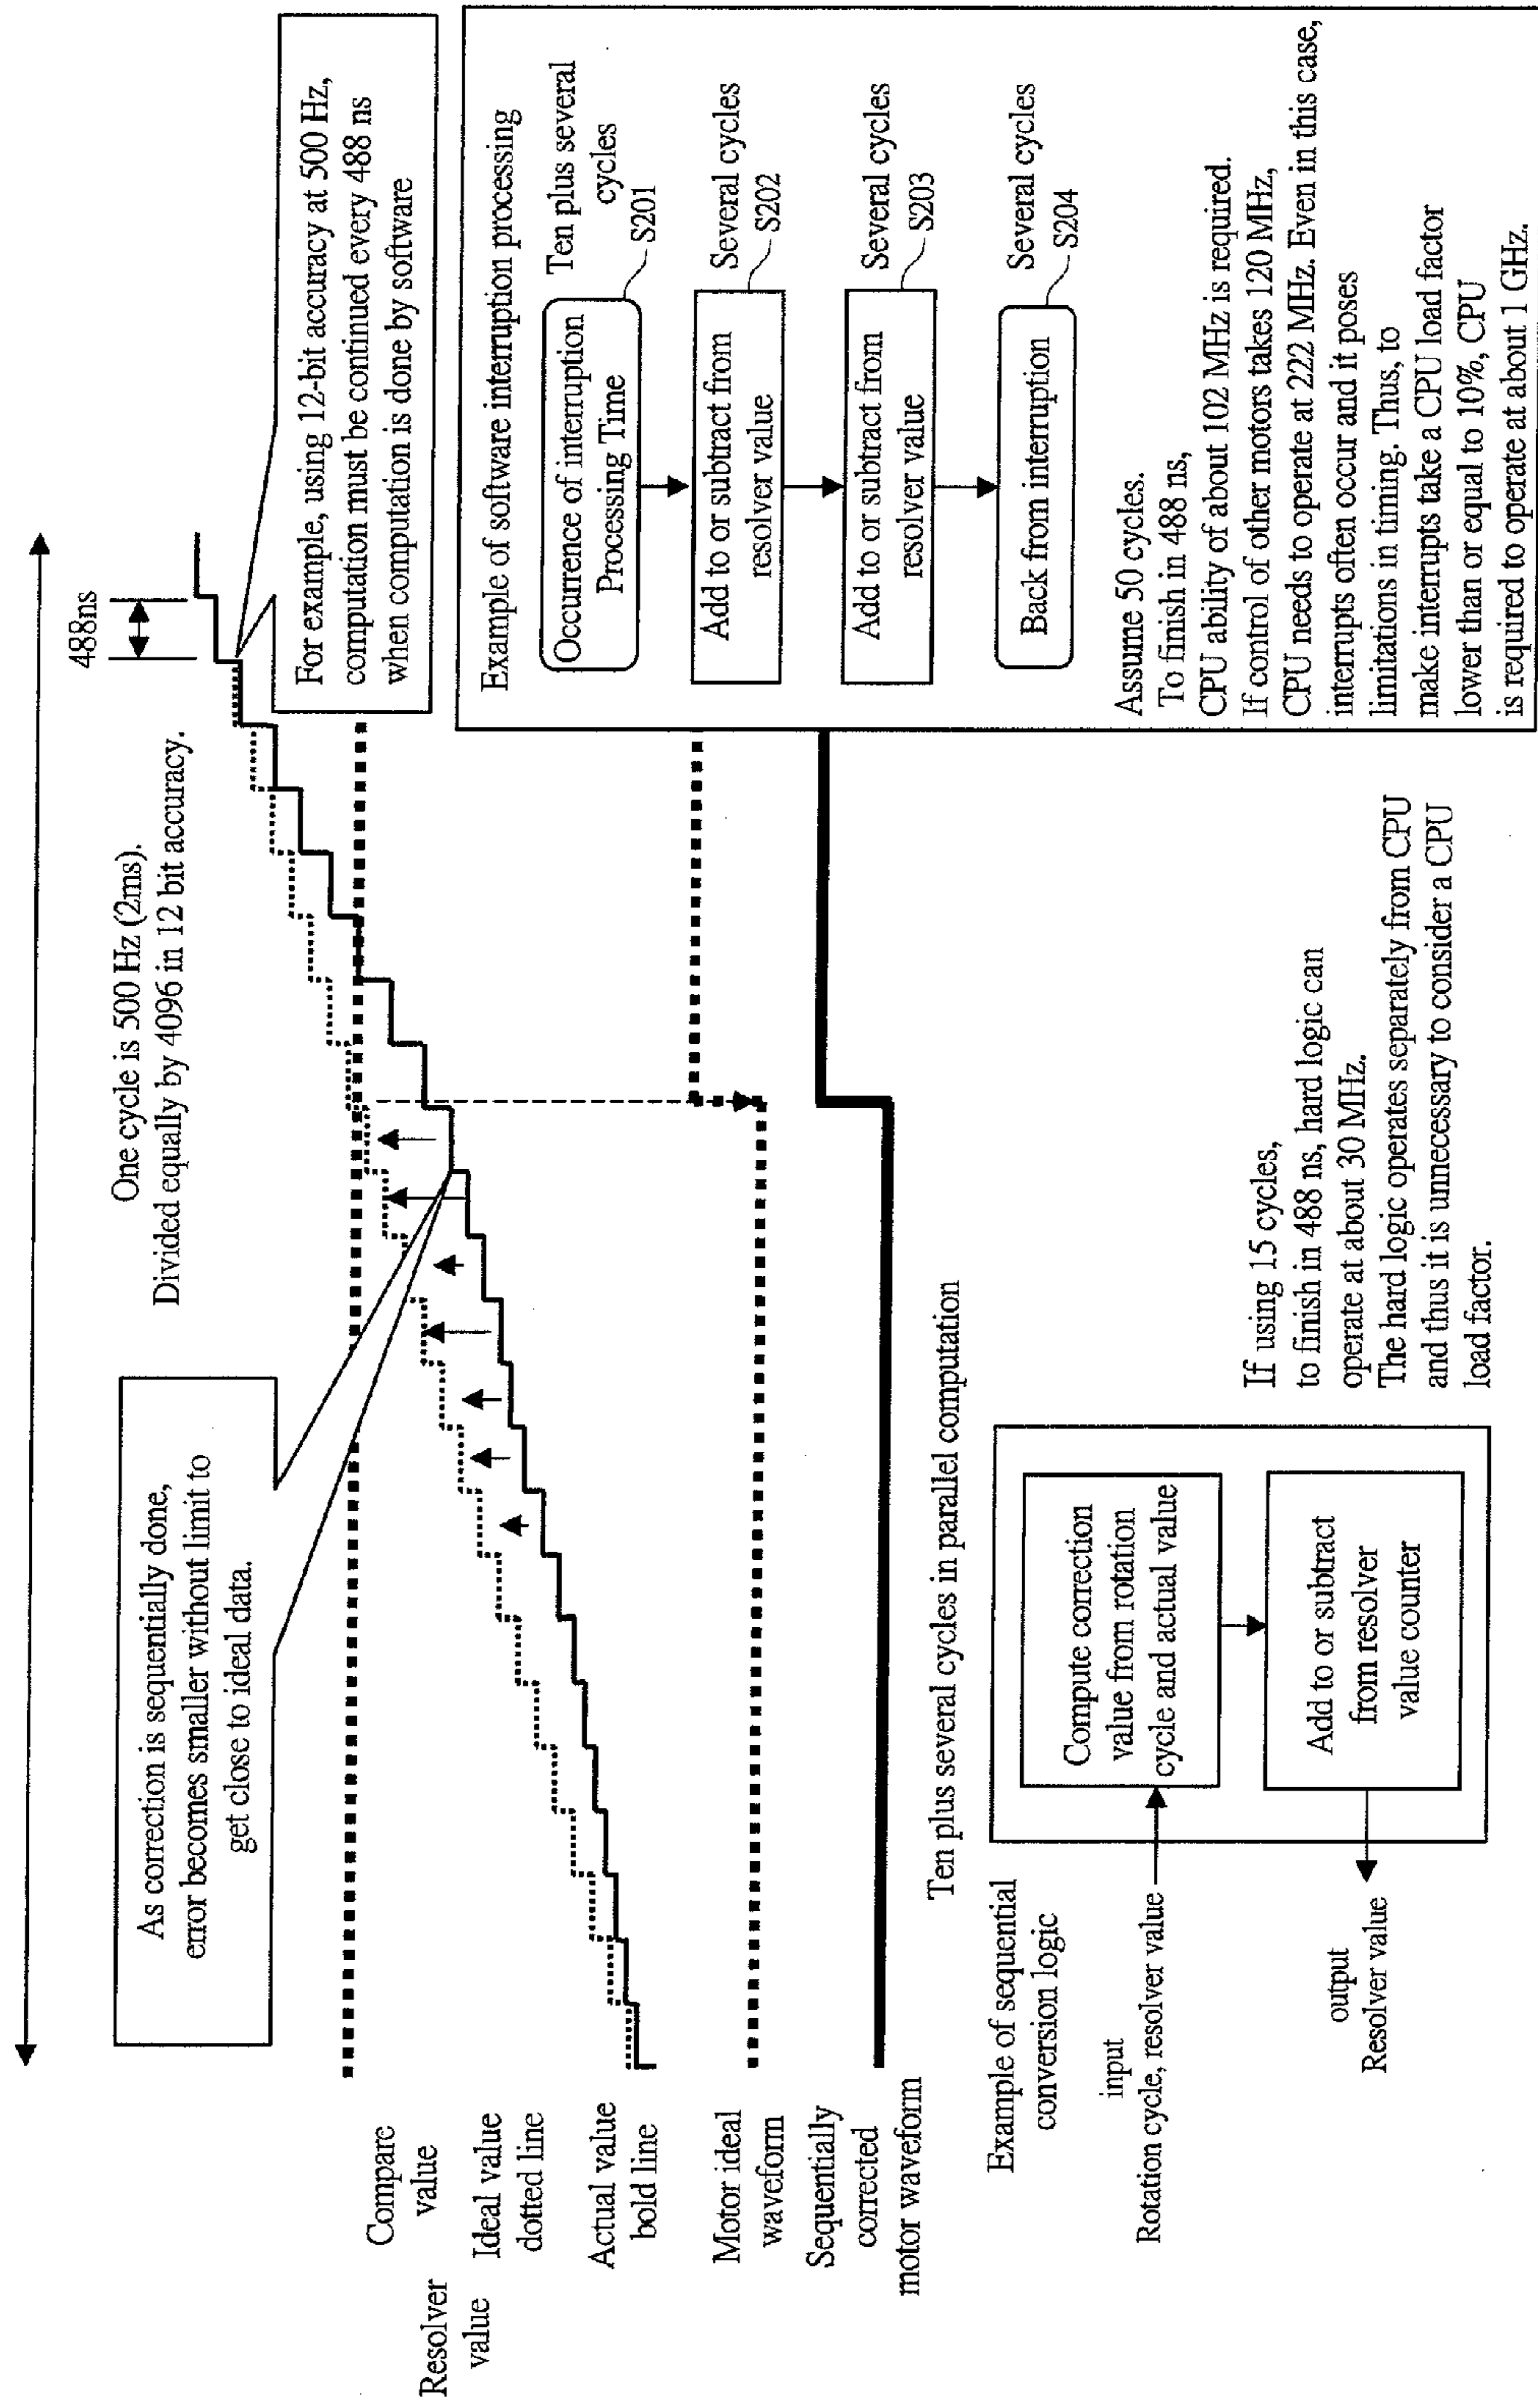 488ns
One cycle is 500 Hz (2ms).
Divided equally by 4096 in 12 bit accuracy.
As correction is sequentially done,
error becomes smaller without limit to
get close to ideal data.
For example, using 12-bit accuracy at 500 Hz,
computation must be continued every 488 ns
when computation is done by software
Resolver
value
Compare
value
Ideal value
dotted line
Actual value
bold line
Motor ideal
waveform
Sequentially
corrected
motor waveform
Example of software interruption processing
Occurrence of interruption
Processing Time
Ten plus several
cycles
S201
Add to or subtract from
resolver value
Several cycles
S202
Add to or subtract from
resolver value
Several cycles
S203
Back from interruption
Several cycles
S204
Assume 50 cycles.
To finish in 488 ns,
CPU ability of about 102 MHz is required.
If control of other motors takes 120 MHz,
CPU needs to operate at 222 MHz. Even in this case,
interrupts often occur and it poses
limitations in timing. Thus, to
make interrupts take a CPU load factor
lower than or equal to 10%, CPU
is required to operate at about 1 GHz.
Ten plus several cycles in parallel computation
Example of sequential
conversion logic
input
Rotation cycle, resolver value
Compute correction
value from rotation
cycle and actual value
Add to or subtract
from resolver
value counter
output
Resolver value
If using 15 cycles,
to finish in 488 ns, hard logic can
operate at about 30 MHz.
The hard logic operates separately from CPU
and thus it is unnecessary to consider a CPU
load factor.